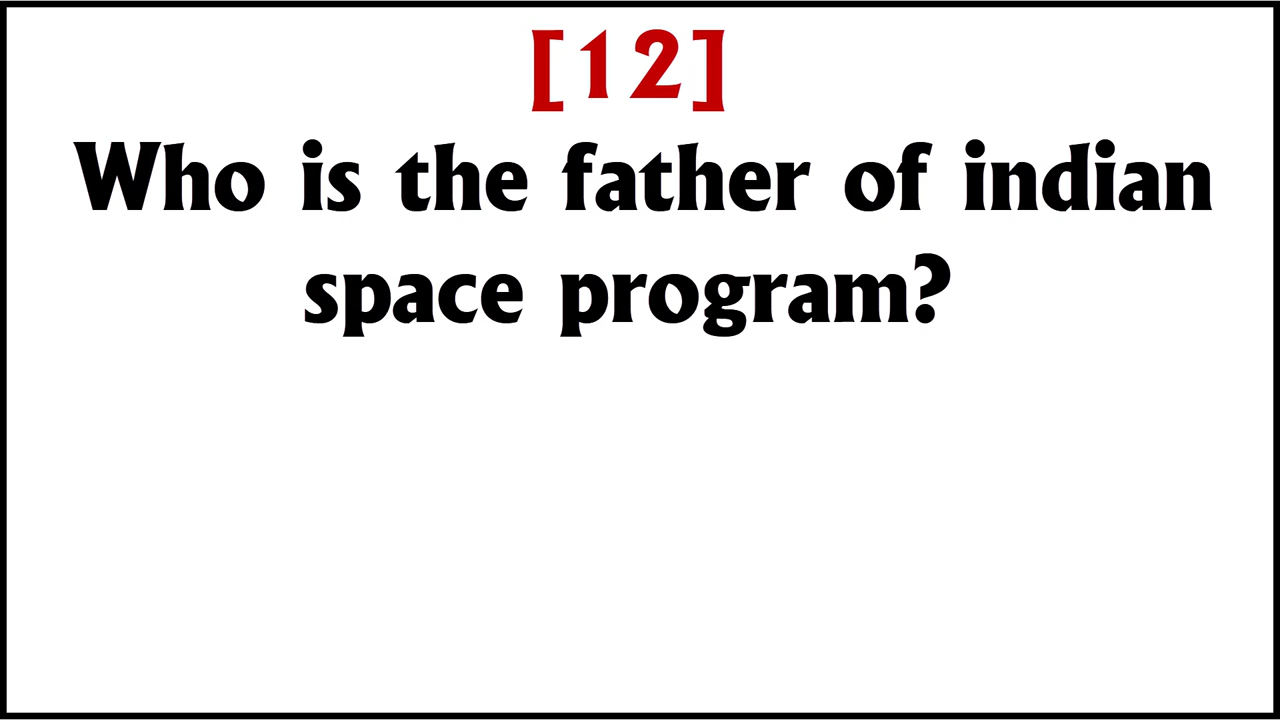 [12]
Who is the father of indian
space program?